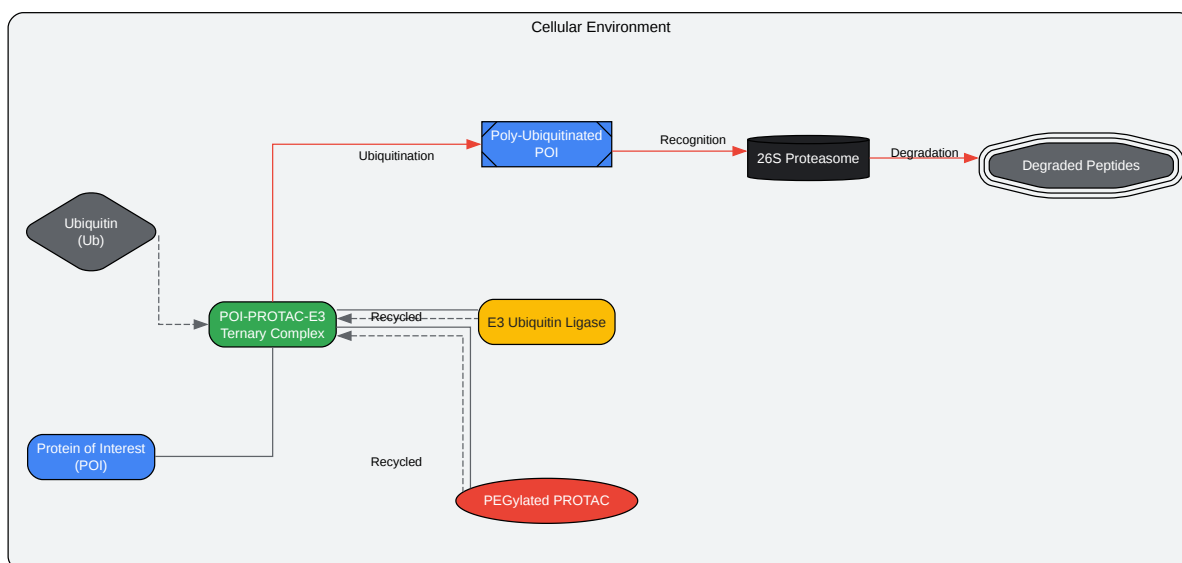 Cellular Environment
Poly-Ubiquitinated
POI
Ubiquitination
Recognition
26S Proteasome
Degradation
Degraded Peptides
Ubiquitin
(Ub)
POI-PROTAC-E3
Ternary Complex
Recycled
E3 Ubiquitin Ligase
Protein of Interest
(POI)
Recycled
PEGylated PROTAC